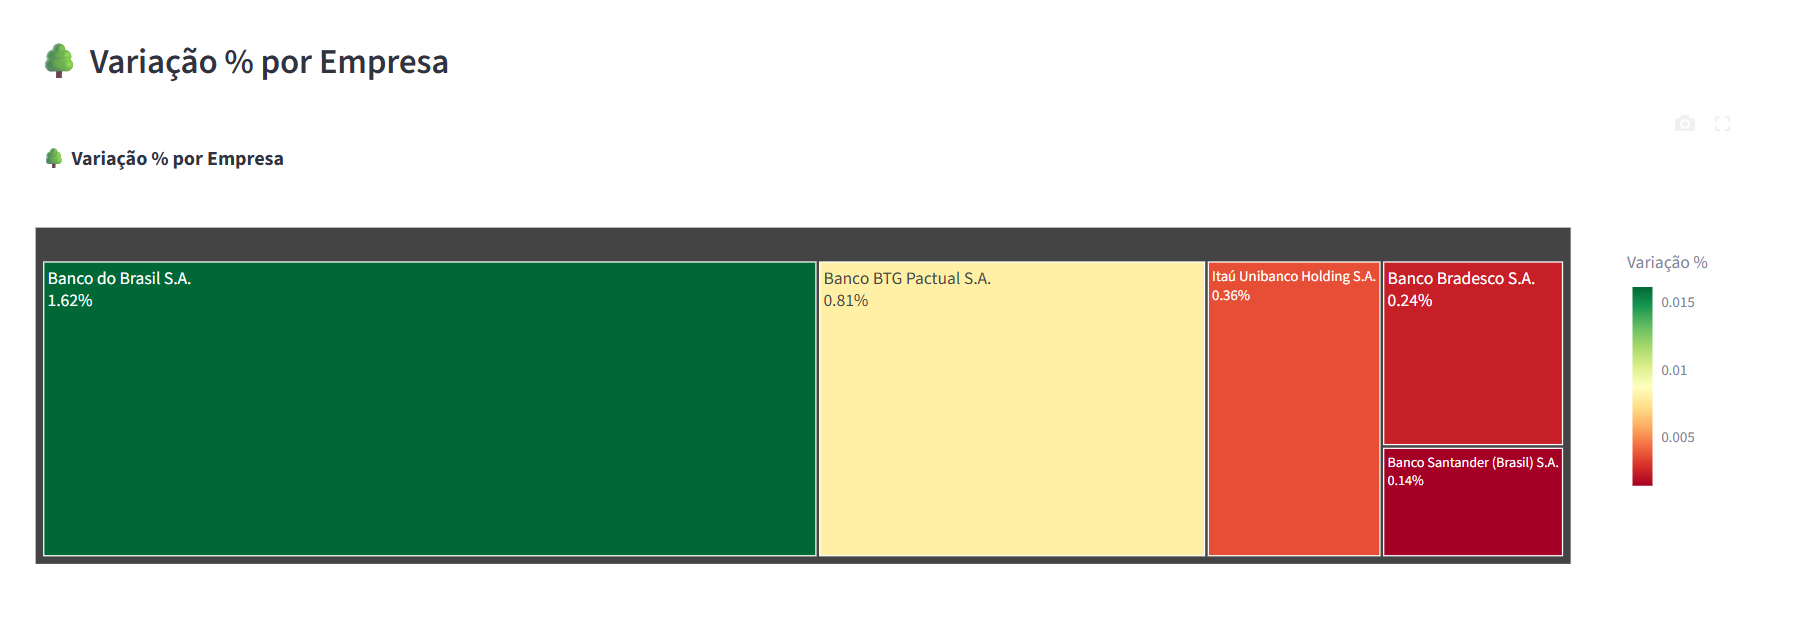 Variação % por Empresa
Variação % por Empresa
Banco do Brasil S.A.
1.62%
Banco BTG Pactual S.A.
0.81%
Itaú Unibanco Holding S.A.
0.36%
Banco Bradesco S.A.
0.24%
Banco Santander (Brasil) S.A.
0.14%
Variação %
0.015
0.01
0.005